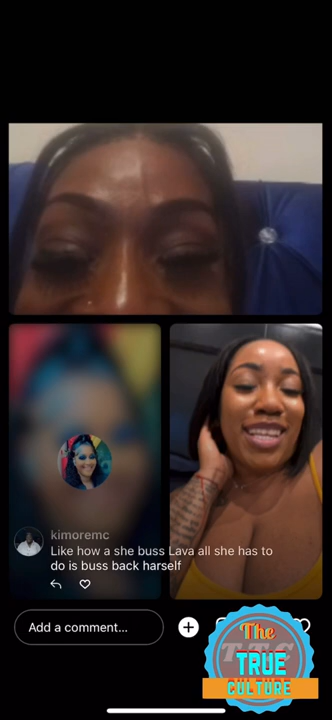 kimoremc
Like how a she buss Lava all she has to
do is buss back harself
Add a comment...
The
TTC
TRUE
CULTURE